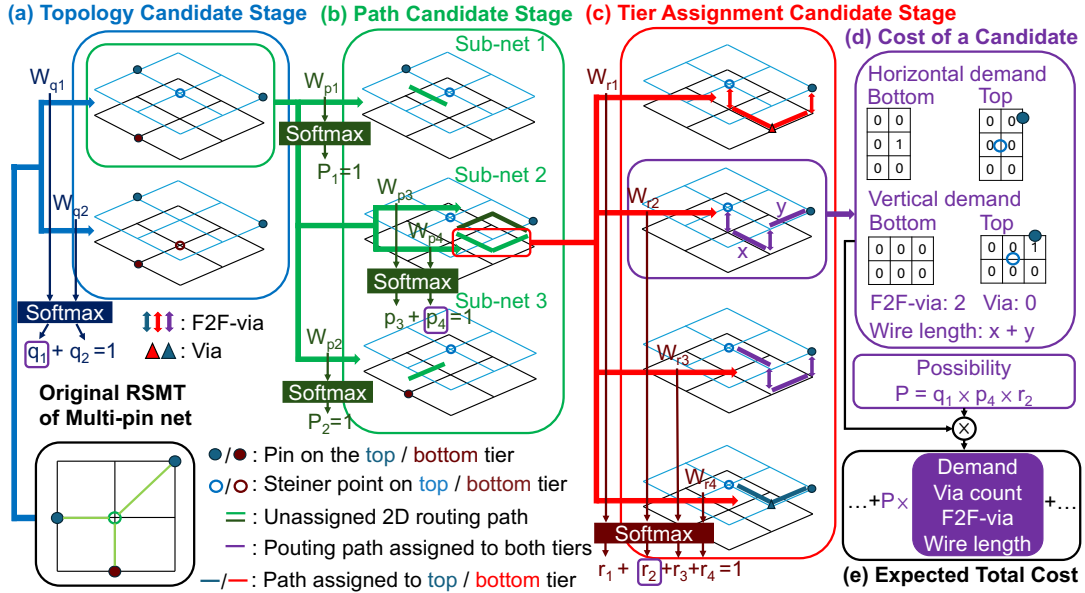 (a) Topology Candidate Stage
W_q1
W_q2
Softmax
q_1 + q_2 =1
: F2F-via
: Via
Original RSMT
of Multi-pin net
(b) Path Candidate Stage
Sub-net 1
W_p1
Softmax
P_1=1
Sub-net 2
W_p3
W_p4
Softmax
p_3 + p_4 =1
Sub-net 3
W_p2
Softmax
P_2=1
/ : Pin on the top / bottom tier
/ : Steiner point on top / bottom tier
: Unassigned 2D routing path
: Pouting path assigned to both tiers
/ : Path assigned to top / bottom tier
(c) Tier Assignment Candidate Stage
W_r1
W_r2
y
x
W_r3
W_r4
Softmax
r_1 + r_2 +r_3+r_4 =1
(d) Cost of a Candidate
Horizontal demand
Bottom Top
0 0 0 0
0 1 0 0
0 0 0 0
Vertical demand
Bottom Top
0 0 0 0 0 1
0 0 0 0 0 0
F2F-via: 2 Via: 0
Wire length: x + y
Possibility
P = q_1 × p_4 × r_2
×
Demand
Via count
...+P× +...
F2F-via
Wire length
(e) Expected Total Cost